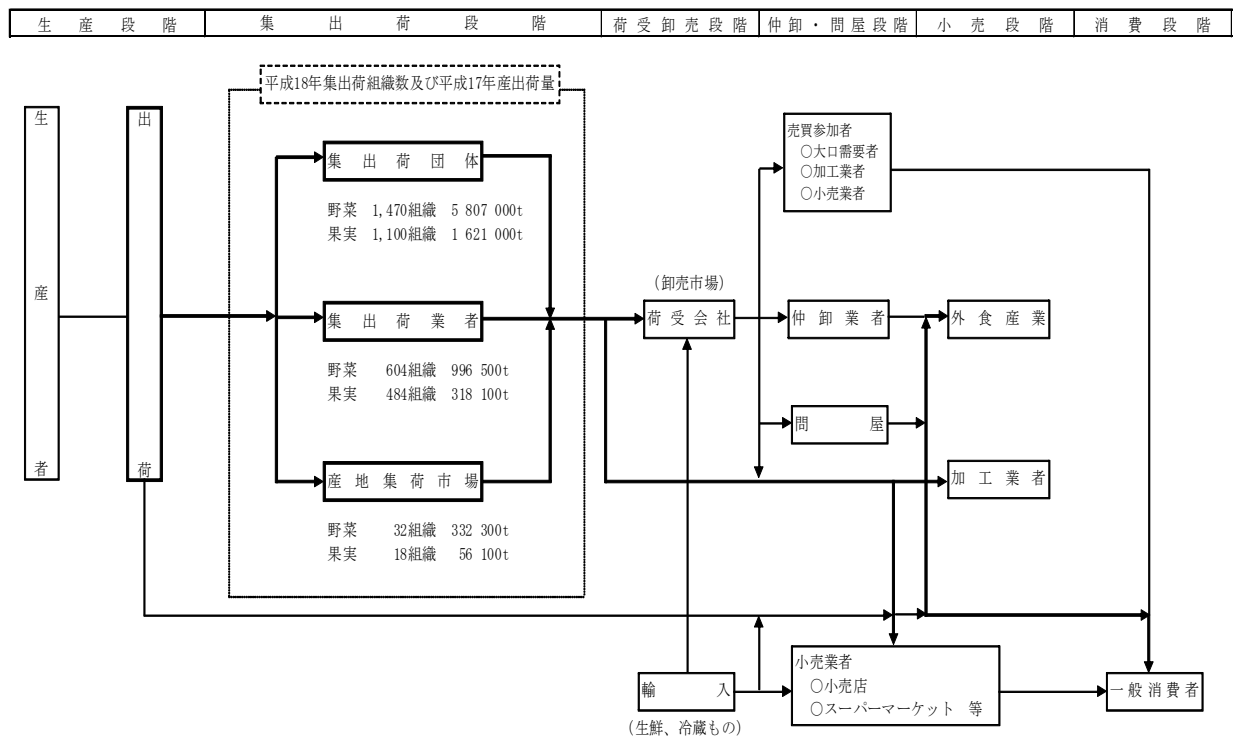 生産段階
集出荷段階
荷受卸売段階
仲卸・問屋段階
小売段階
消費段階
平成18年集出荷組織数及び平成17年産出荷量
生産者
出荷
集出荷団体
野菜 1,470組織 5 807 000t
果実 1,100組織 1 621 000t
集出荷業者
野菜 604組織 996 500t
果実 484組織 318 100t
産地集荷市場
野菜 32組織 332 300t
果実 18組織 56 100t
(卸売市場)
荷受会社
売買参加者
○大口需要者
○加工業者
○小売業者
仲卸業者
問屋
外食産業
加工業者
輸入
(生鮮、冷蔵もの)
小売業者
○小売店
○スーパーマーケット 等
一般消費者